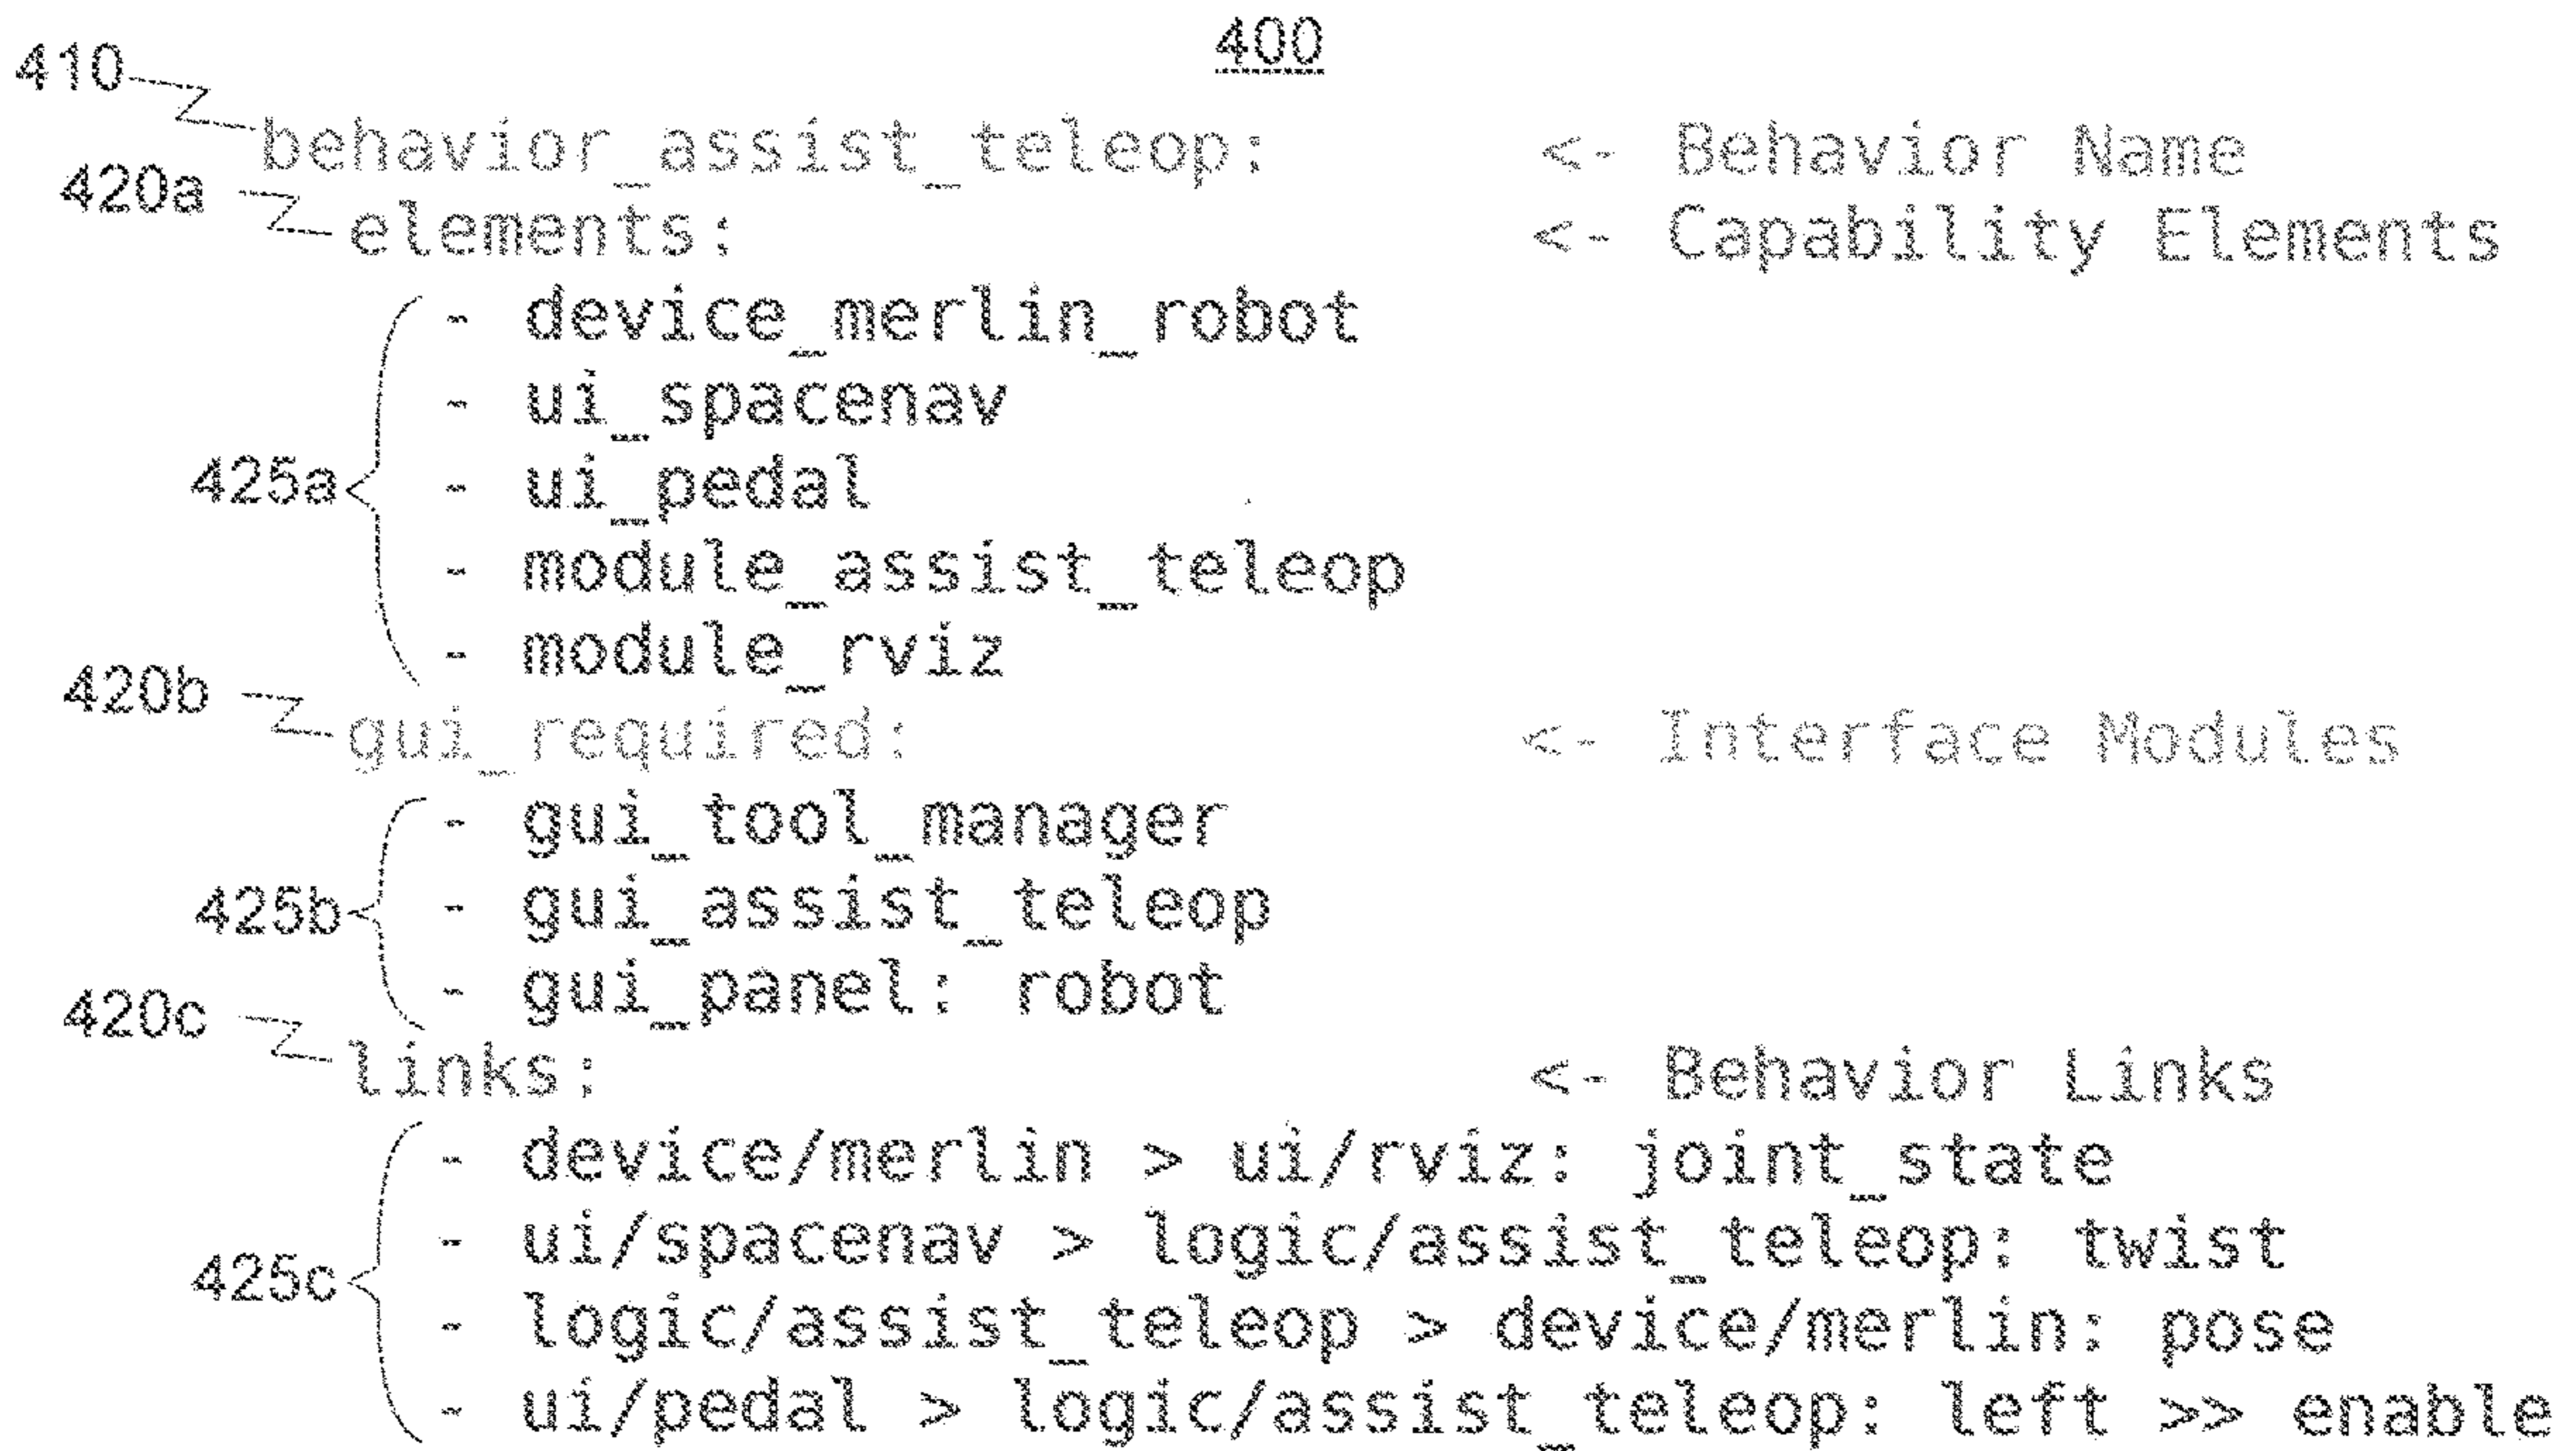 400
410
behavior_assist_teleop: <- Behavior Name
420a
elements: <- Capability Elements
- device_merlin_robot
- ui_spacenav
425a - ui_pedal
- module_assist_teleop
- module_rviz
420b
gui_required: <- Interface Modules
- gui_tool_manager
425b - gui_assist_teleop
- gui_panel: robot
420c
links: <- Behavior Links
- device/merlin > ui/rviz: joint_state
- ui/spacenav > logic/assist_teleop: twist
425c
- logic/assist_teleop > device/merlin: pose
- ui/pedal > logic/assist_teleop: left >> enable